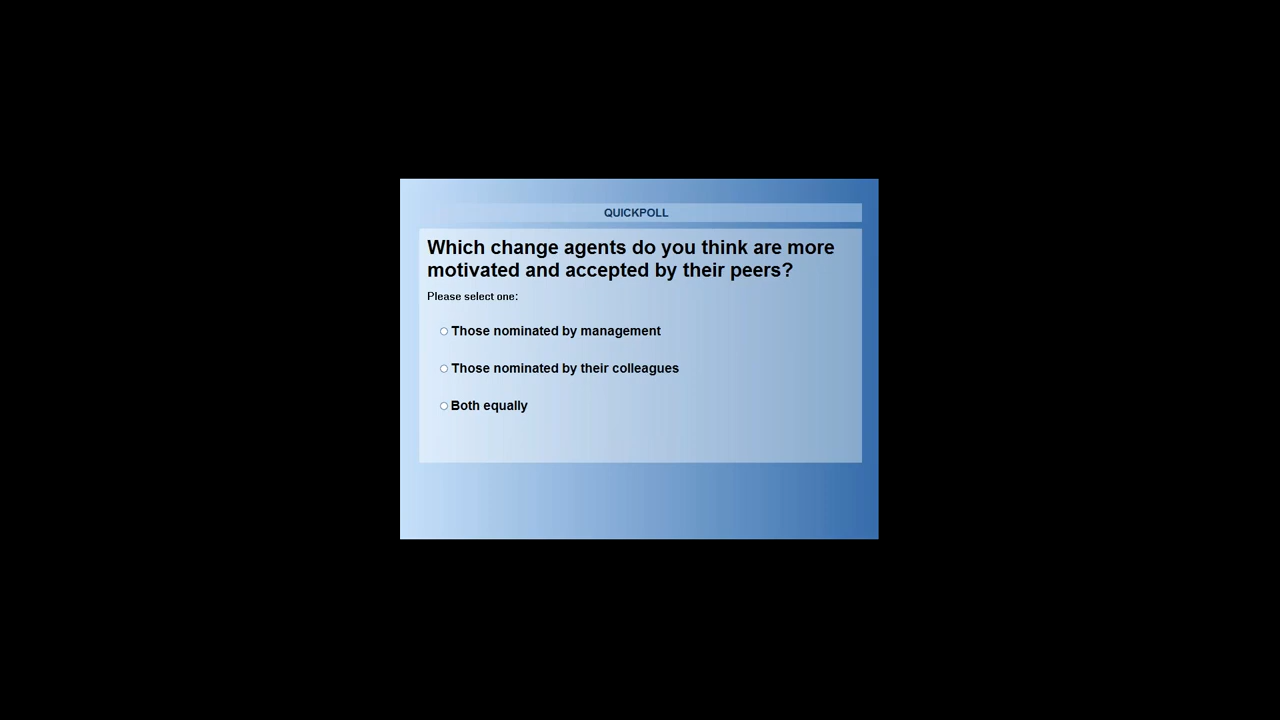 QUICKPOLL
Which change agents do you think are more
motivated and accepted by their peers?
Please select one:
Those nominated by management
Those nominated by their colleagues
Both equally